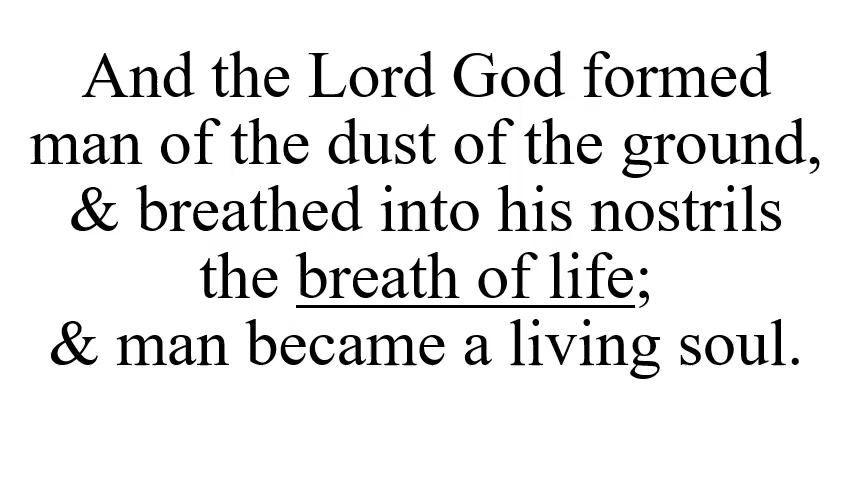 And the Lord God formed
man of the dust of the ground,
& breathed into his nostrils
the breath of life;
& man became a living soul.